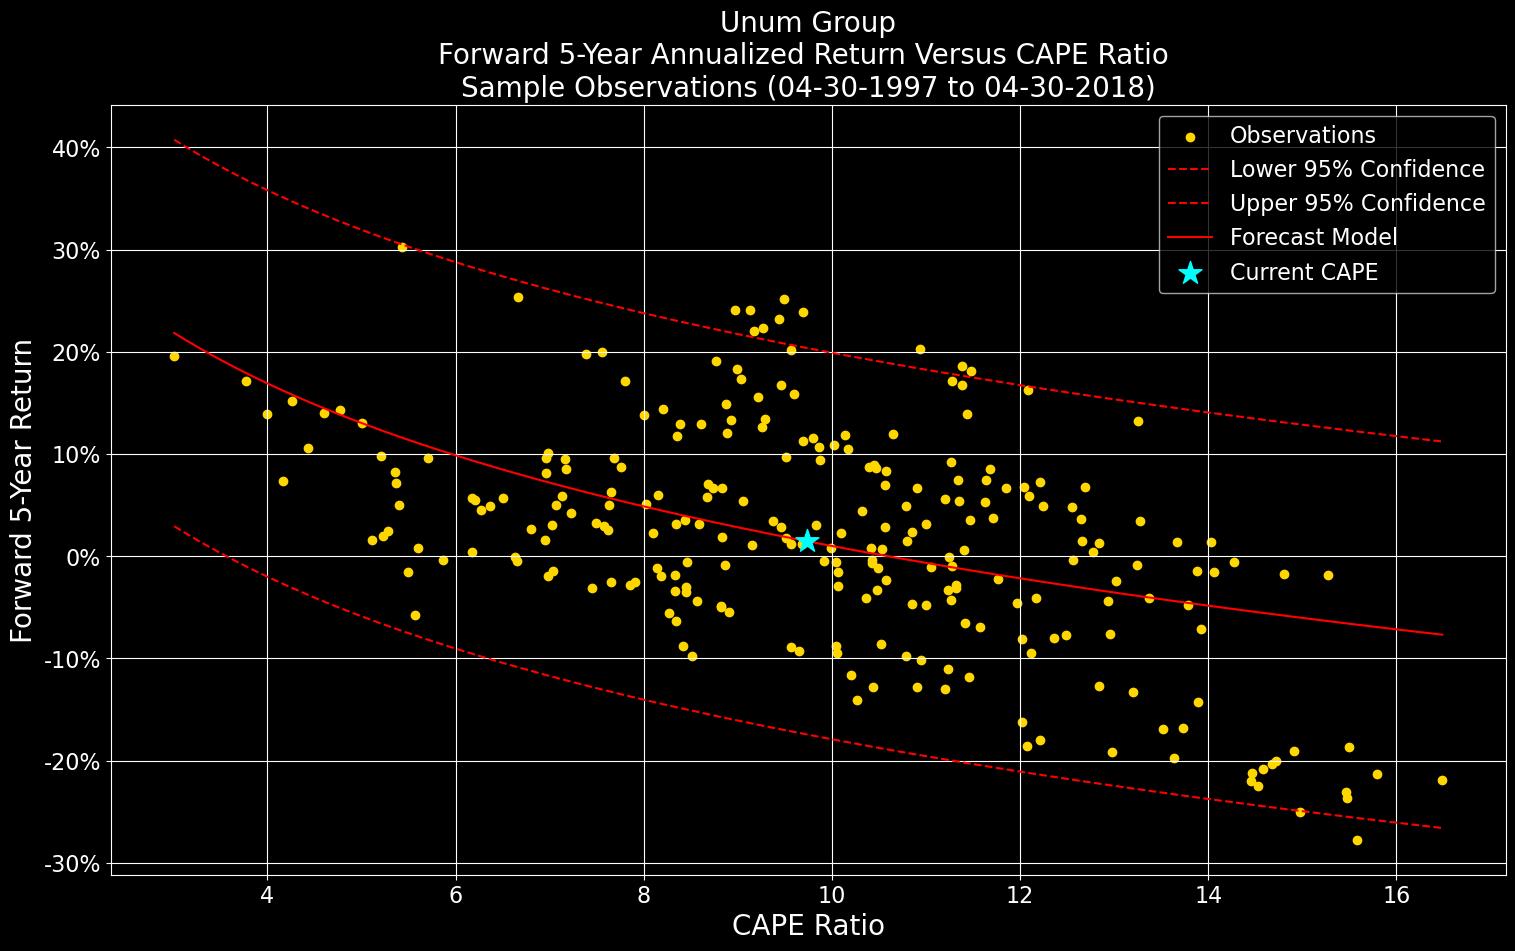 Unum Group
Forward 5-Year Annualized Return Versus CAPE Ratio
Sample Observations (04-30-1997 to 04-30-2018)
Observations
Lower 95% Confidence
Upper 95% Confidence
Forecast Model
Current CAPE
Forward 5-Year Return
40%
30%
20%
10%
0%
-10%
-20%
-30%
4 6 8 10 12 14 16
CAPE Ratio